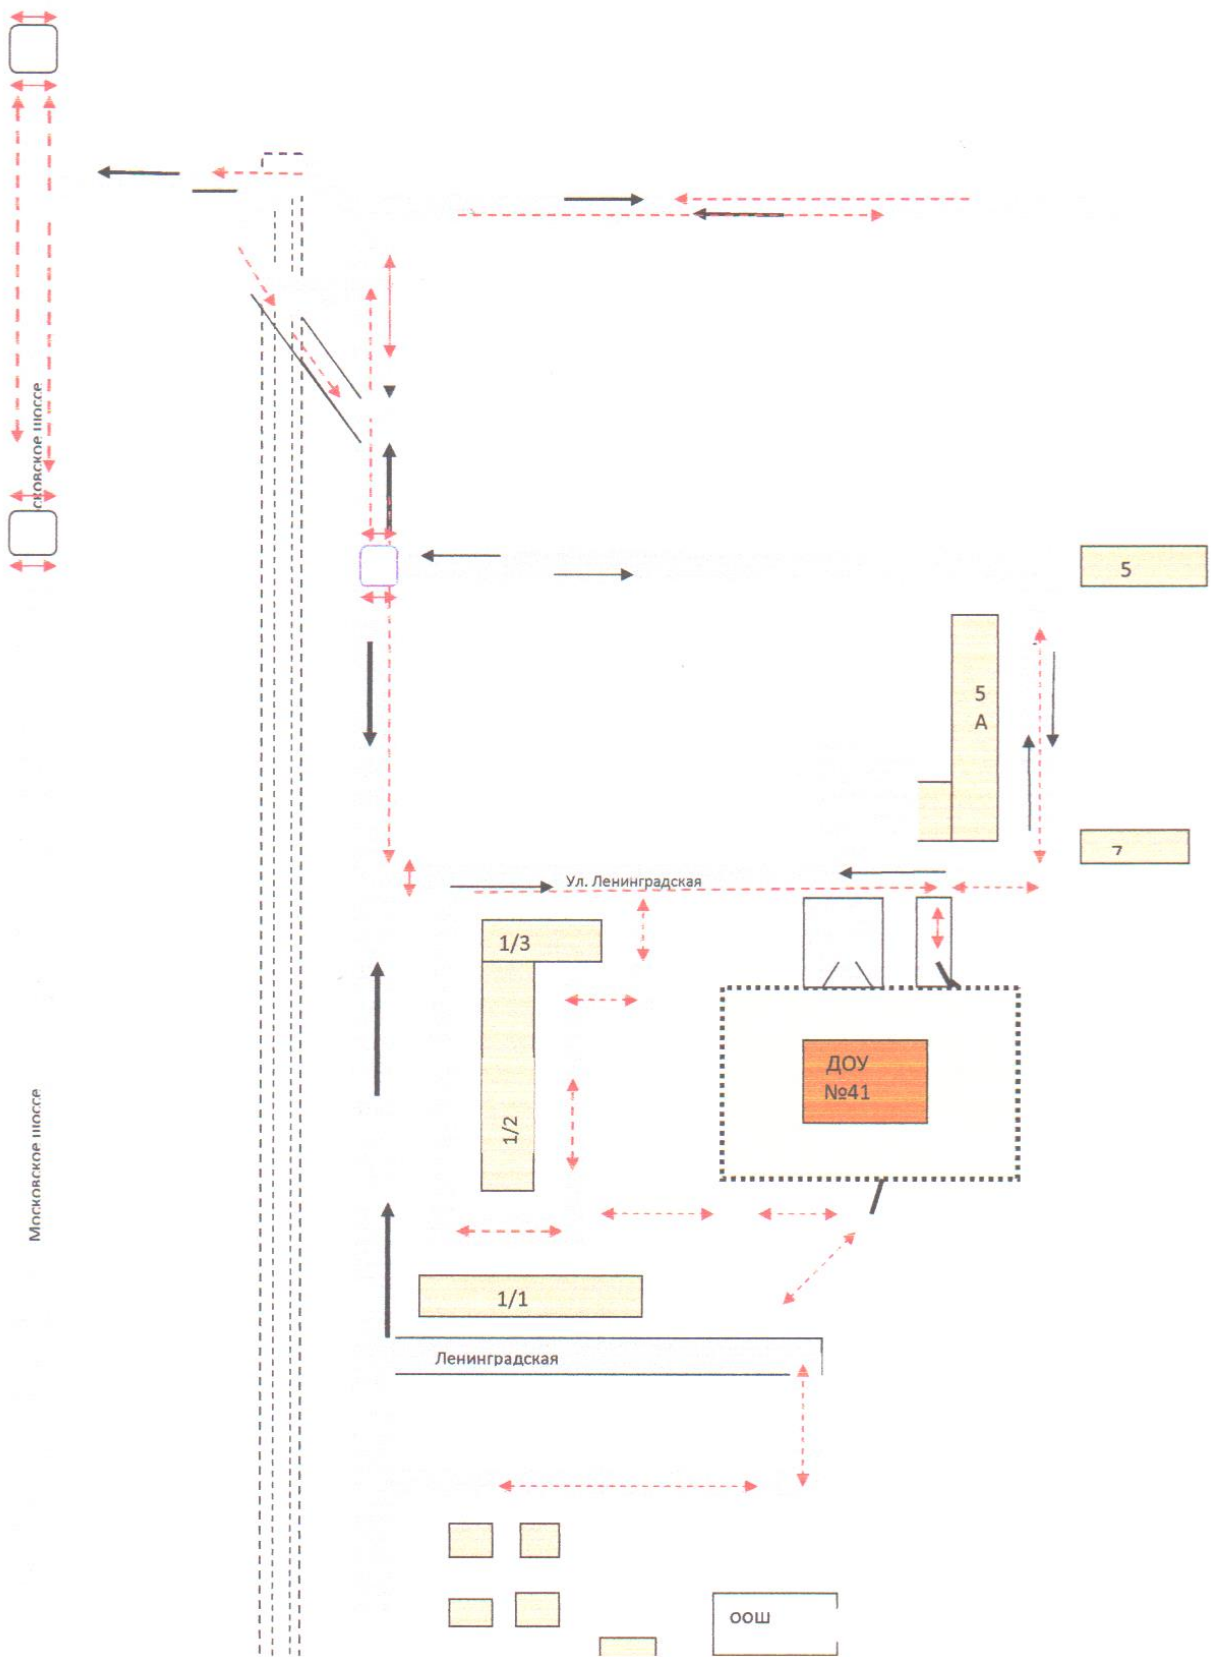 сковское шоссе
5
5
А
7
Ул. Ленинградская
1/3
ДОУ
№41
1/2
Московское шоссе
1/1
Ленинградская
ООШ